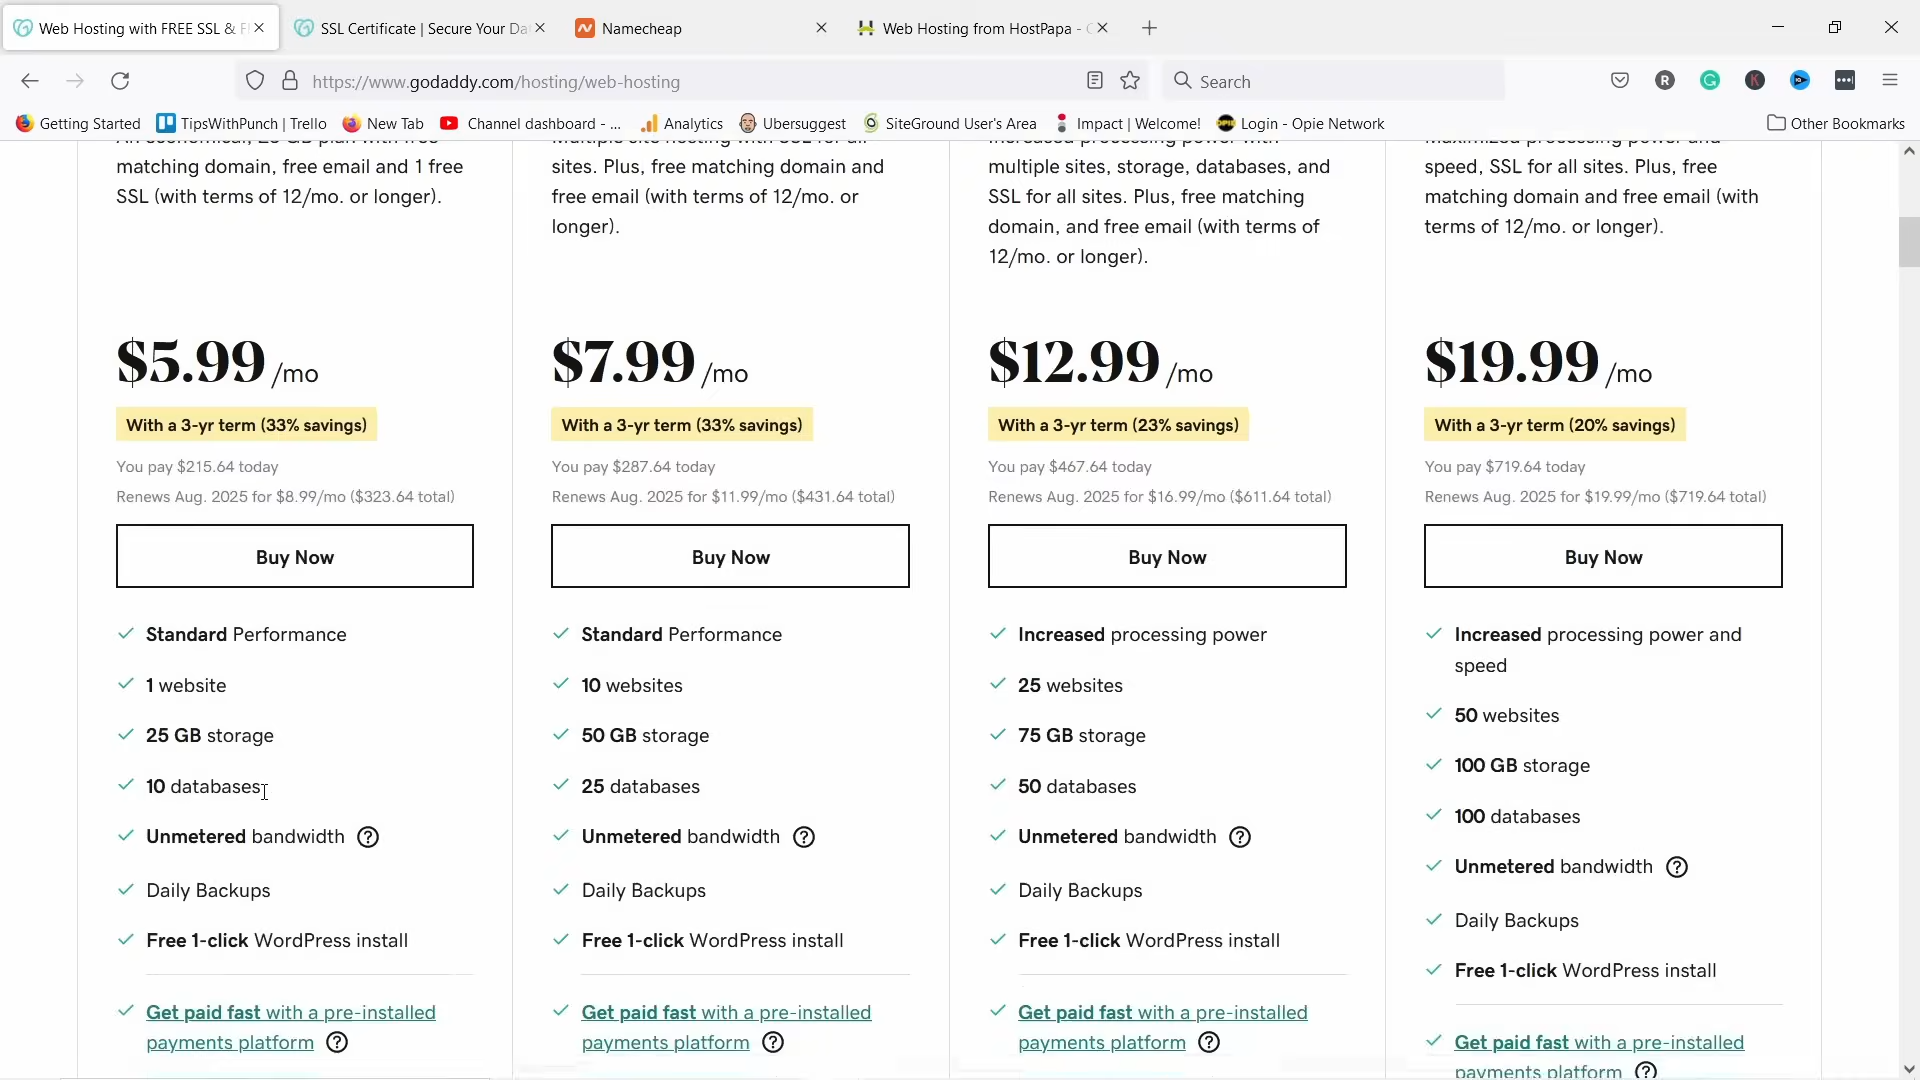 Web Hosting with FREE SSL &
SSL Certificate | Secure Your Da
Namecheap
Web Hosting from HostPapa -
https://www.godaddy.com/hosting/web-hosting
Search
Getting Started
TipsWithPunch | Trello
New Tab
Channel dashboard - ...
Analytics
Ubersuggest
SiteGround User's Area
Impact | Welcome!
Login - Opie Network
Other Bookmarks
matching domain, free email and 1 free
SSL (with terms of 12/mo. or longer).
$5.99 /mo
With a 3-yr term (33% savings)
You pay $215.64 today
Renews Aug. 2025 for $8.99/mo ($323.64 total)
Buy Now
Standard Performance
1 website
25 GB storage
10 databases
Unmetered bandwidth ?
Daily Backups
Free 1-click WordPress install
Get paid fast with a pre-installed
payments platform ?
sites. Plus, free matching domain and
free email (with terms of 12/mo. or
longer).
$7.99 /mo
With a 3-yr term (33% savings)
You pay $287.64 today
Renews Aug. 2025 for $11.99/mo ($431.64 total)
Buy Now
Standard Performance
10 websites
50 GB storage
25 databases
Unmetered bandwidth ?
Daily Backups
Free 1-click WordPress install
Get paid fast with a pre-installed
payments platform ?
Increased processing power with
multiple sites, storage, databases, and
SSL for all sites. Plus, free matching
domain, and free email (with terms of
12/mo. or longer).
$12.99 /mo
With a 3-yr term (23% savings)
You pay $467.64 today
Renews Aug. 2025 for $16.99/mo ($611.64 total)
Buy Now
Increased processing power
25 websites
75 GB storage
50 databases
Unmetered bandwidth ?
Daily Backups
Free 1-click WordPress install
Get paid fast with a pre-installed
payments platform ?
Maximized processing power and
speed, SSL for all sites. Plus, free
matching domain and free email (with
terms of 12/mo. or longer).
$19.99 /mo
With a 3-yr term (20% savings)
You pay $719.64 today
Renews Aug. 2025 for $19.99/mo ($719.64 total)
Buy Now
Increased processing power and
speed
50 websites
100 GB storage
100 databases
Unmetered bandwidth ?
Daily Backups
Free 1-click WordPress install
Get paid fast with a pre-installed
payments platform ?